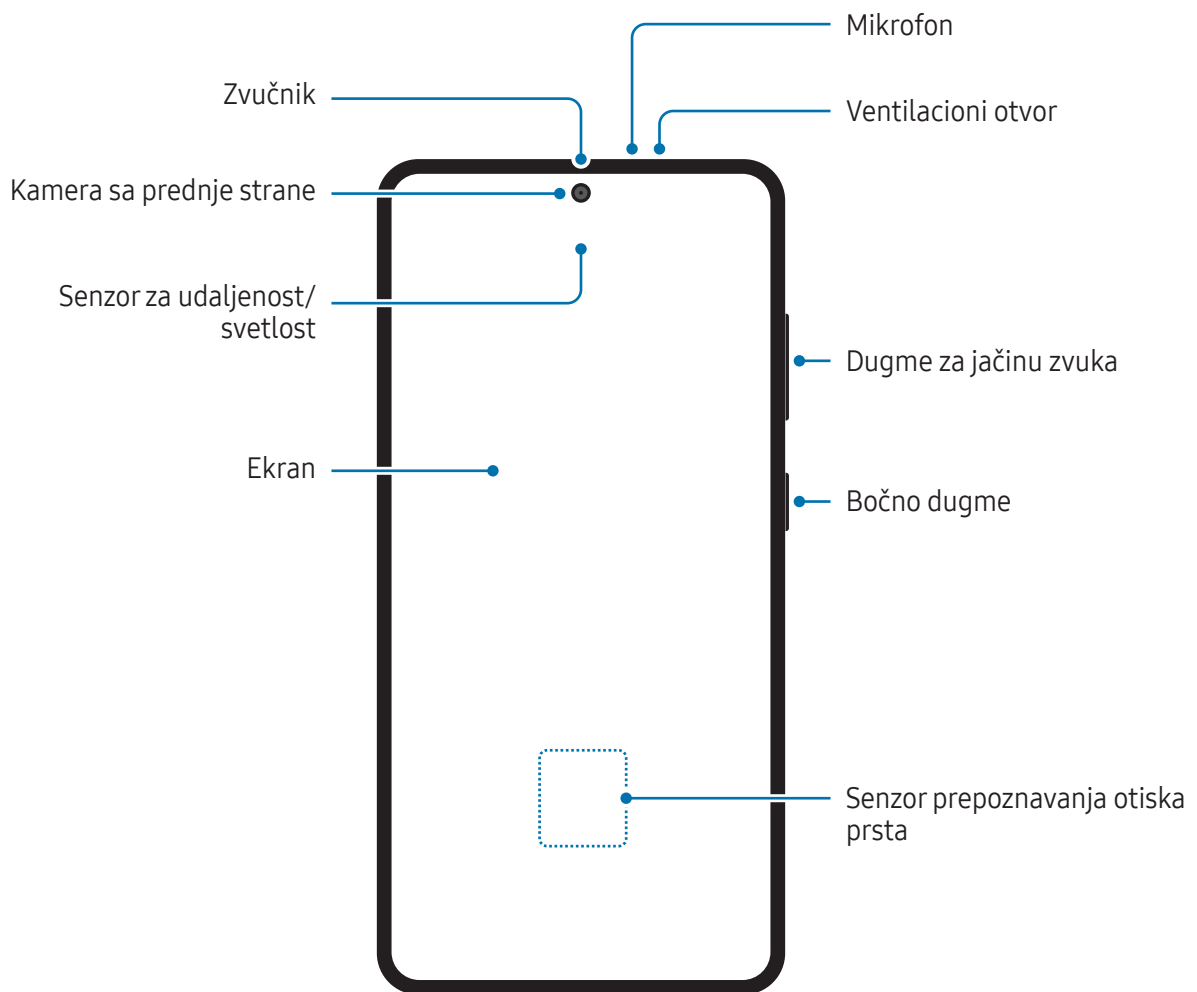 Mikrofon
Zvučnik
Ventilacioni otvor
Kamera sa prednje strane
Senzor za udaljenost/
svetlost
Dugme za jačinu zvuka
Ekran
Bočno dugme
Senzor prepoznavanja otiska
prsta